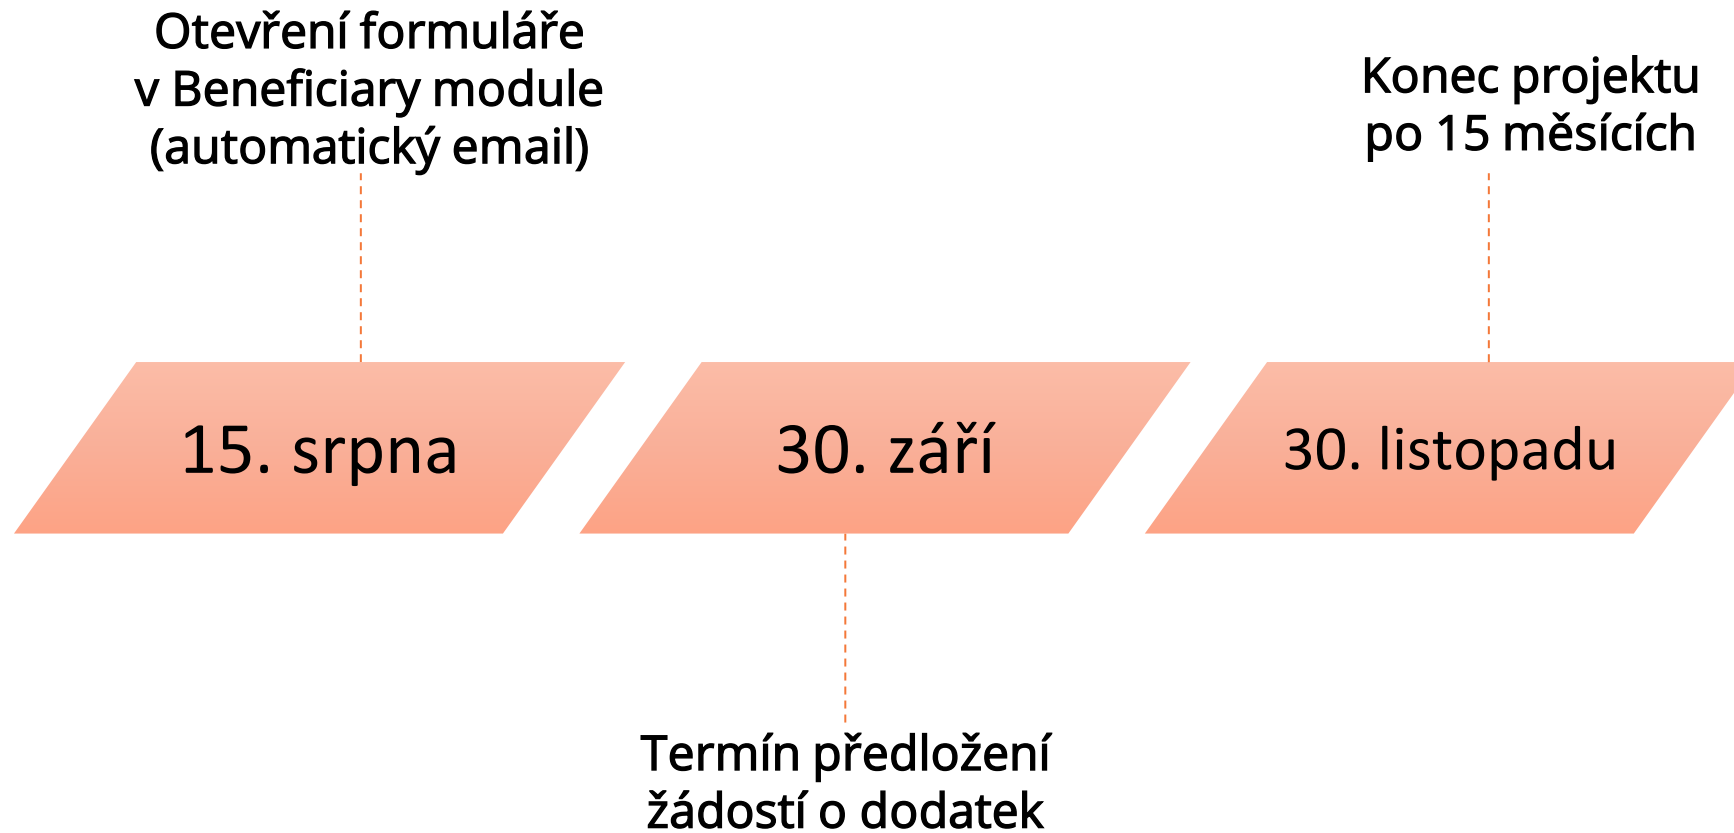 Otevření formuláře
v Beneficiary module
(automatický email)
Konec projektu
po 15 měsících
15. srpna
30. září
30. listopadu
Termín předložení
žádostí o dodatek